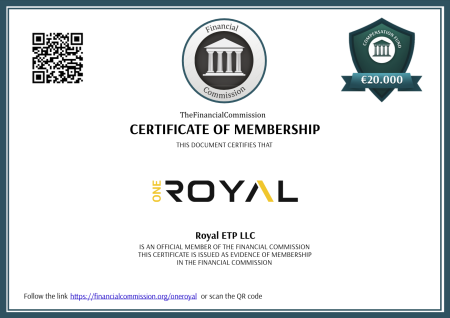 Financial
Commission
COMPENSATION FUND
€20.000
TheFinancialCommission
CERTIFICATE OF MEMBERSHIP
THIS DOCUMENT CERTIFIES THAT
ONE ROYAL
Royal ETP LLC
IS AN OFFICIAL MEMBER OF THE FINANCIAL COMMISSION
THIS CERTIFICATE IS ISSUED AS EVIDENCE OF MEMBERSHIP
IN THE FINANCIAL COMMISSION
Follow the link https://financialcommission.org/oneroyal or scan the QR code